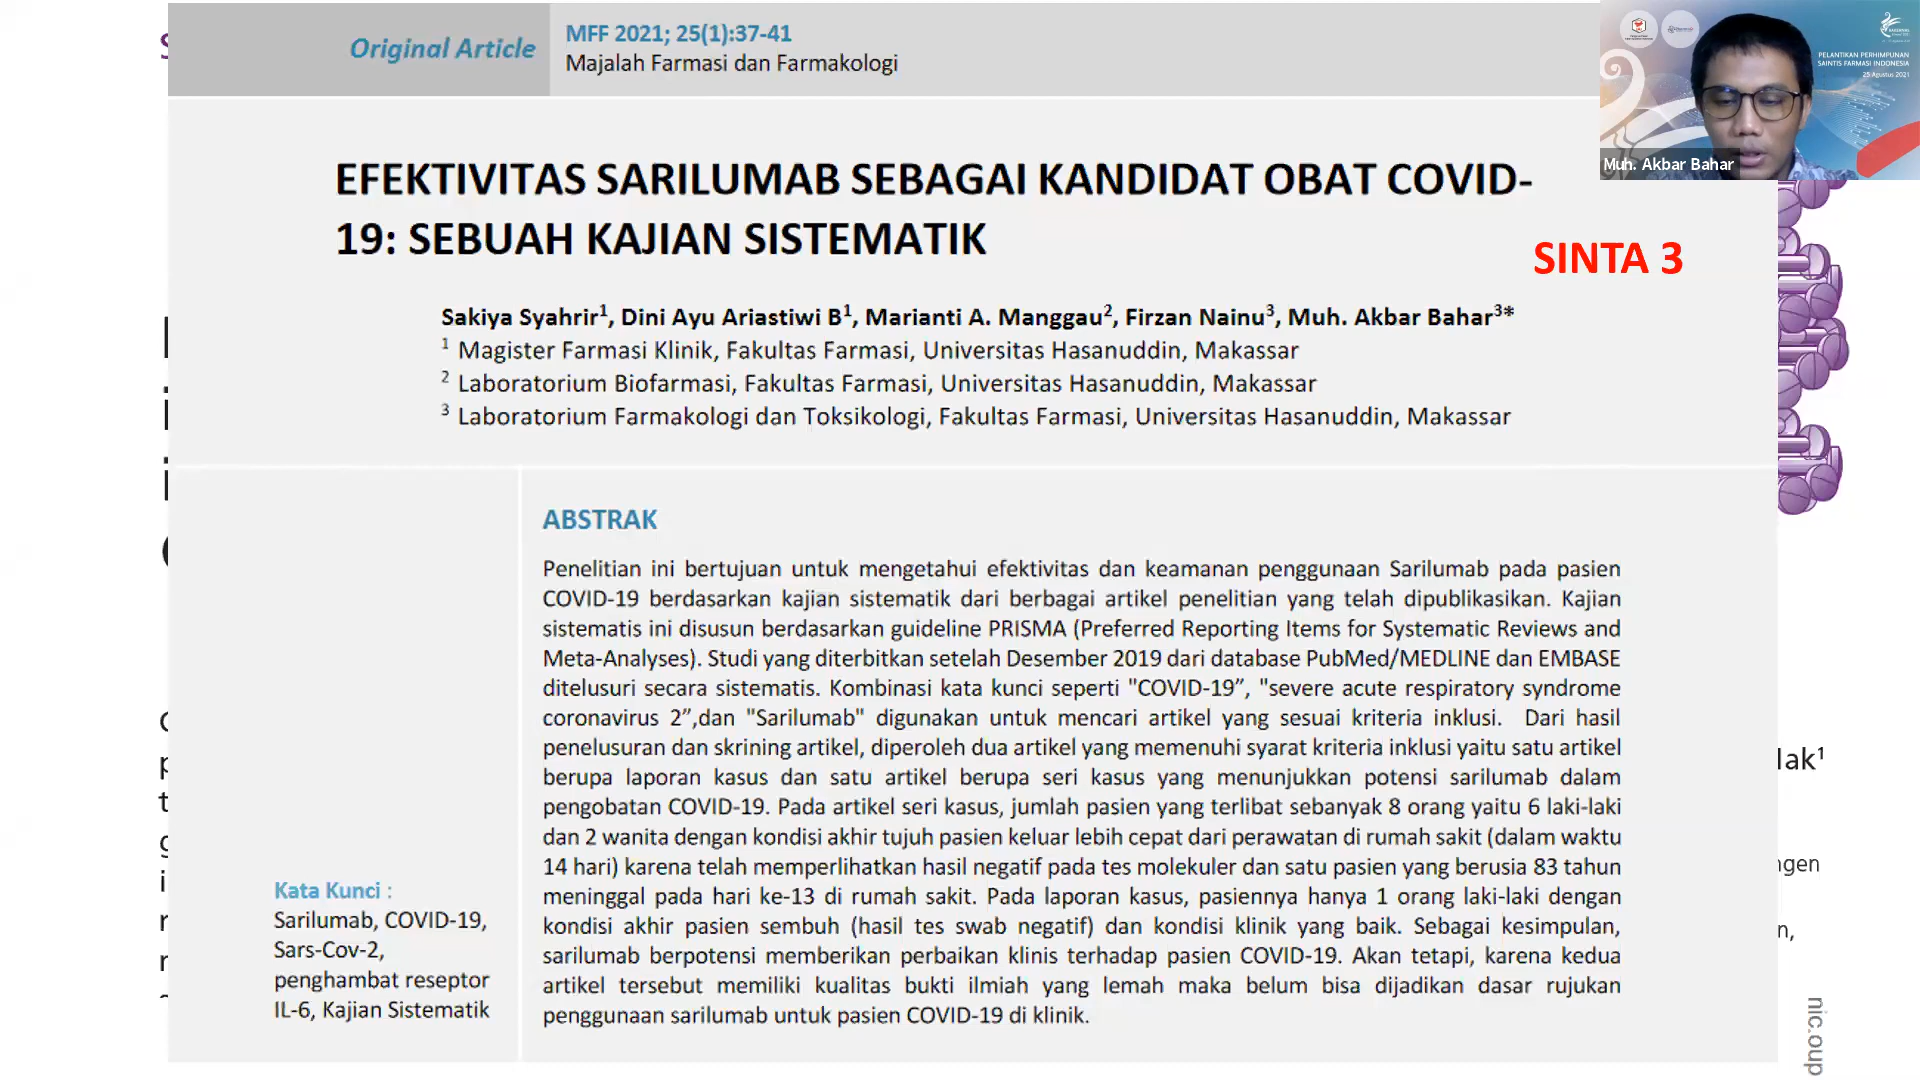 Original Article
MFF 2021; 25(1):37-41
Majalah Farmasi dan Farmakologi
PELANTIKAN PERHIMPUNAN
SAINTIS FARMASI INDONESIA
25 Agustus 2021
Muh. Akbar Bahar
EFEKTIVITAS SARILUMAB SEBAGAI KANDIDAT OBAT COVID-
19: SEBUAH KAJIAN SISTEMATIK
SINTA 3
Sakiya Syahrir¹, Dini Ayu Ariastiwi B¹, Marianti A. Manggau², Firzan Nainu³, Muh. Akbar Bahar³*
¹ Magister Farmasi Klinik, Fakultas Farmasi, Universitas Hasanuddin, Makassar
² Laboratorium Biofarmasi, Fakultas Farmasi, Universitas Hasanuddin, Makassar
³ Laboratorium Farmakologi dan Toksikologi, Fakultas Farmasi, Universitas Hasanuddin, Makassar
ABSTRAK
Penelitian ini bertujuan untuk mengetahui efektivitas dan keamanan penggunaan Sarilumab pada pasien
COVID-19 berdasarkan kajian sistematik dari berbagai artikel penelitian yang telah dipublikasikan. Kajian
sistematis ini disusun berdasarkan guideline PRISMA (Preferred Reporting Items for Systematic Reviews and
Meta-Analyses). Studi yang diterbitkan setelah Desember 2019 dari database PubMed/MEDLINE dan EMBASE
ditelusuri secara sistematis. Kombinasi kata kunci seperti "COVID-19”, "severe acute respiratory syndrome
coronavirus 2”,dan "Sarilumab" digunakan untuk mencari artikel yang sesuai kriteria inklusi. Dari hasil
penelusuran dan skrining artikel, diperoleh dua artikel yang memenuhi syarat kriteria inklusi yaitu satu artikel
berupa laporan kasus dan satu artikel berupa seri kasus yang menunjukkan potensi sarilumab dalam
pengobatan COVID-19. Pada artikel seri kasus, jumlah pasien yang terlibat sebanyak 8 orang yaitu 6 laki-laki
dan 2 wanita dengan kondisi akhir tujuh pasien keluar lebih cepat dari perawatan di rumah sakit (dalam waktu
14 hari) karena telah memperlihatkan hasil negatif pada tes molekuler dan satu pasien yang berusia 83 tahun
meninggal pada hari ke-13 di rumah sakit. Pada laporan kasus, pasiennya hanya 1 orang laki-laki dengan
kondisi akhir pasien sembuh (hasil tes swab negatif) dan kondisi klinik yang baik. Sebagai kesimpulan,
sarilumab berpotensi memberikan perbaikan klinis terhadap pasien COVID-19. Akan tetapi, karena kedua
artikel tersebut memiliki kualitas bukti ilmiah yang lemah maka belum bisa dijadikan dasar rujukan
penggunaan sarilumab untuk pasien COVID-19 di klinik.
Kata Kunci :
Sarilumab, COVID-19,
Sars-Cov-2,
penghambat reseptor
IL-6, Kajian Sistematik
lak¹
ngen
n,
nic.oup